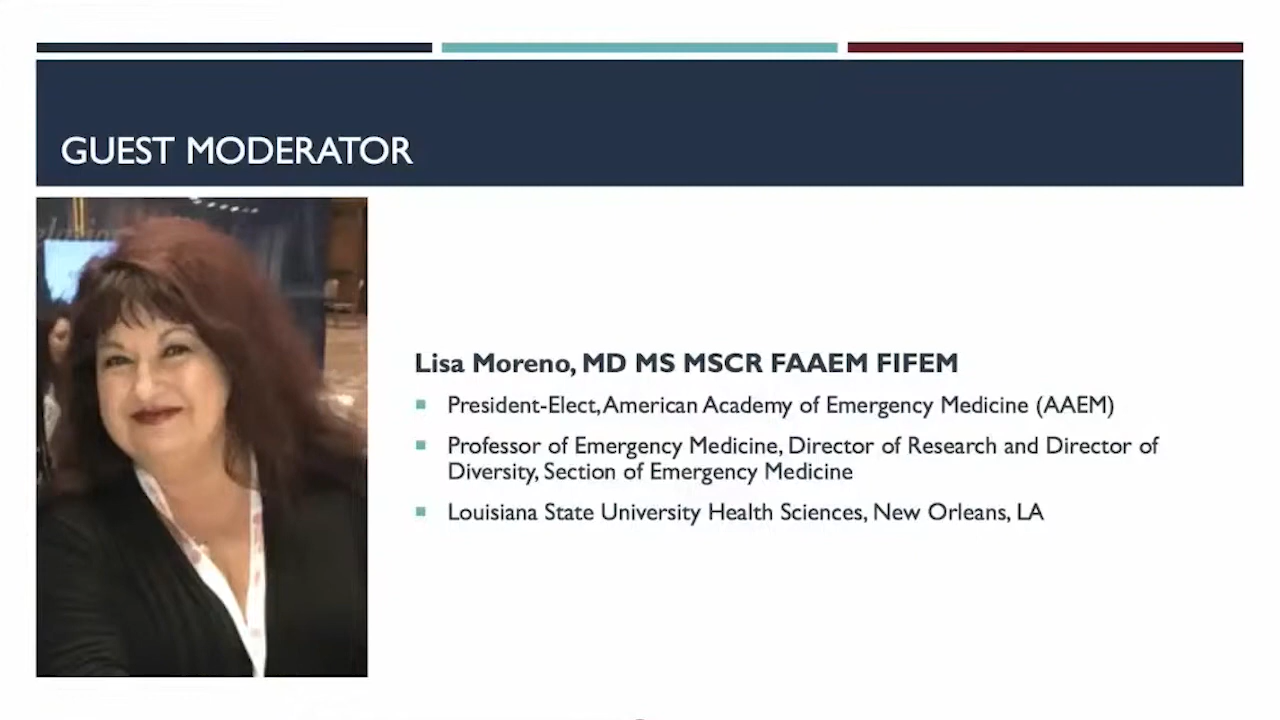 GUEST MODERATOR
Lisa Moreno, MD MS MSCR FAAEM FIFEM
President-Elect, American Academy of Emergency Medicine (AAEM)
Professor of Emergency Medicine, Director of Research and Director of
Diversity, Section of Emergency Medicine
Louisiana State University Health Sciences, New Orleans, LA